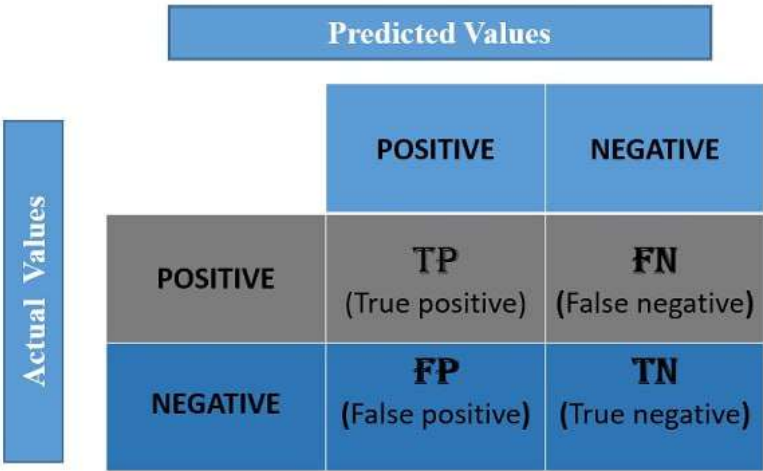 Predicted Values
POSITIVE NEGATIVE
Actual Values
POSITIVE TP FN
(True positive) (False negative)
NEGATIVE FP TN
(False positive) (True negative)